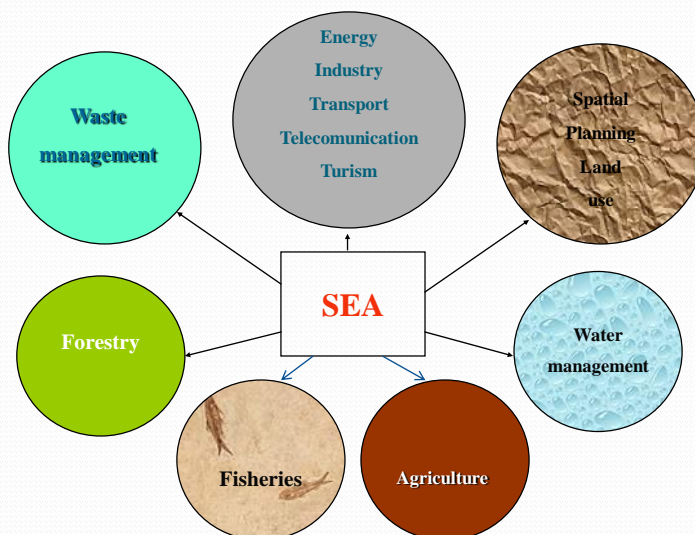 Energy
Industry
Transport
Telecomunication
Turism
Waste
management
Spatial
Planning
Land
use
SEA
Forestry
Water
management
Fisheries
Agriculture